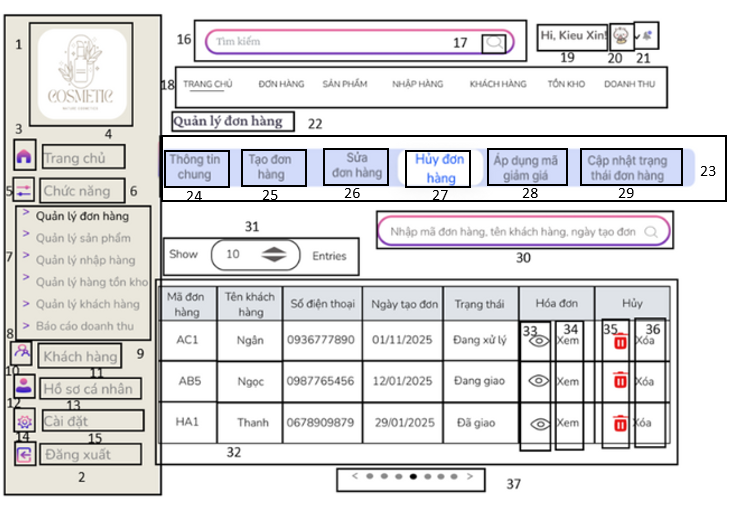 1
COSMETIC
16
Tìm kiếm
17
Hi, Kieu Xin!
19
20
21
18
TRANG CHỦ
ĐƠN HÀNG
SẢN PHẨM
NHẬP HÀNG
KHÁCH HÀNG
TỒN KHO
DOANH THU
Quản lý đơn hàng
22
3
4
Trang chủ
5
Chức năng
6
7
> Quản lý đơn hàng
> Quản lý sản phẩm
> Quản lý nhập hàng
> Quản lý hàng tồn kho
> Quản lý khách hàng
> Báo cáo doanh thu
8
Khách hàng
9
10
11
Hồ sơ cá nhân
12
13
Cài đặt
14
15
Đăng xuất
2
Thông tin
chung
24
Tạo đơn
hàng
25
Sửa
đơn hàng
26
Hủy đơn
hàng
27
Áp dụng mã
giảm giá
28
Cập nhật trạng
thái đơn hàng
29
23
31
Show
10
Entries
Nhập mã đơn hàng, tên khách hàng, ngày tạo đơn
30
Mã đơn
hàng
Tên khách
hàng
Số điện thoại
Ngày tạo đơn
Trạng thái
Hóa đơn
Hủy
33
34
35
36
AC1
Ngân
0936777890
01/11/2025
Đang xử lý
Xem
Xóa
AB5
Ngọc
0987765456
12/01/2025
Đang giao
Xem
Xóa
HA1
Thanh
0678909879
29/01/2025
Đã giao
Xem
Xóa
32
< >
37